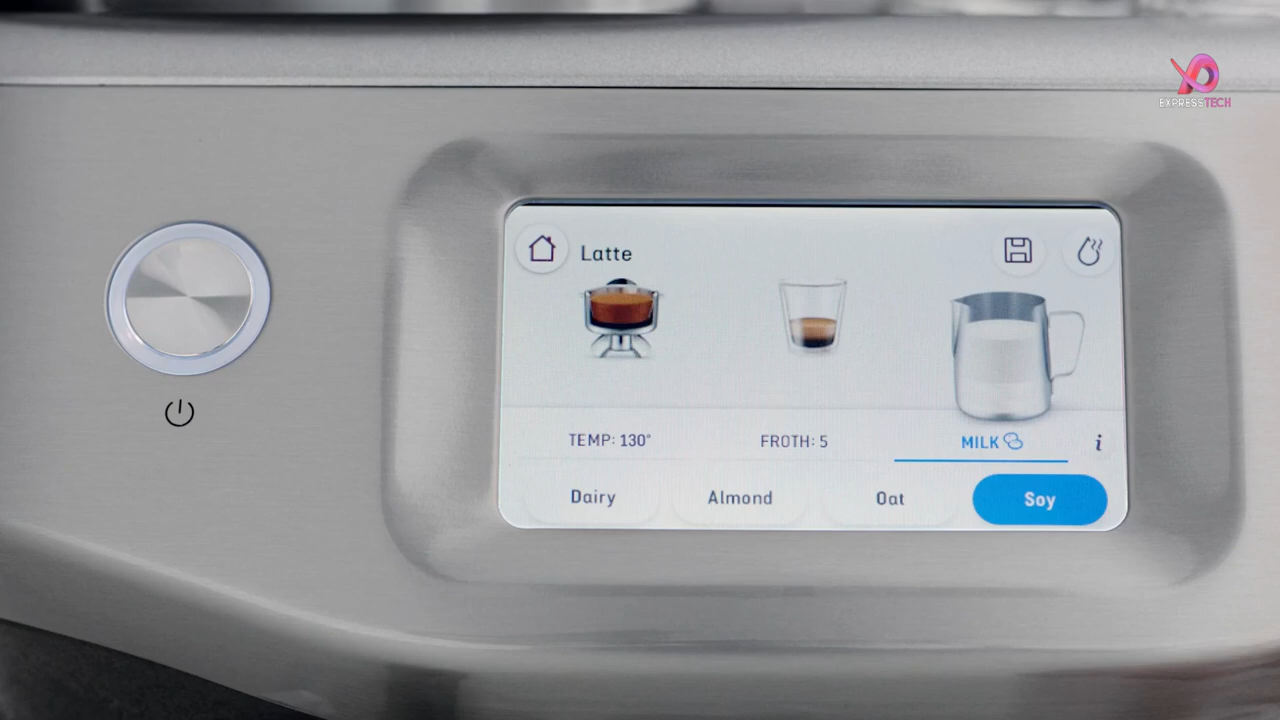 EXPRESSTECH
Latte
TEMP: 130°
FROTH: 5
MILK
i
Dairy
Almond
Oat
Soy